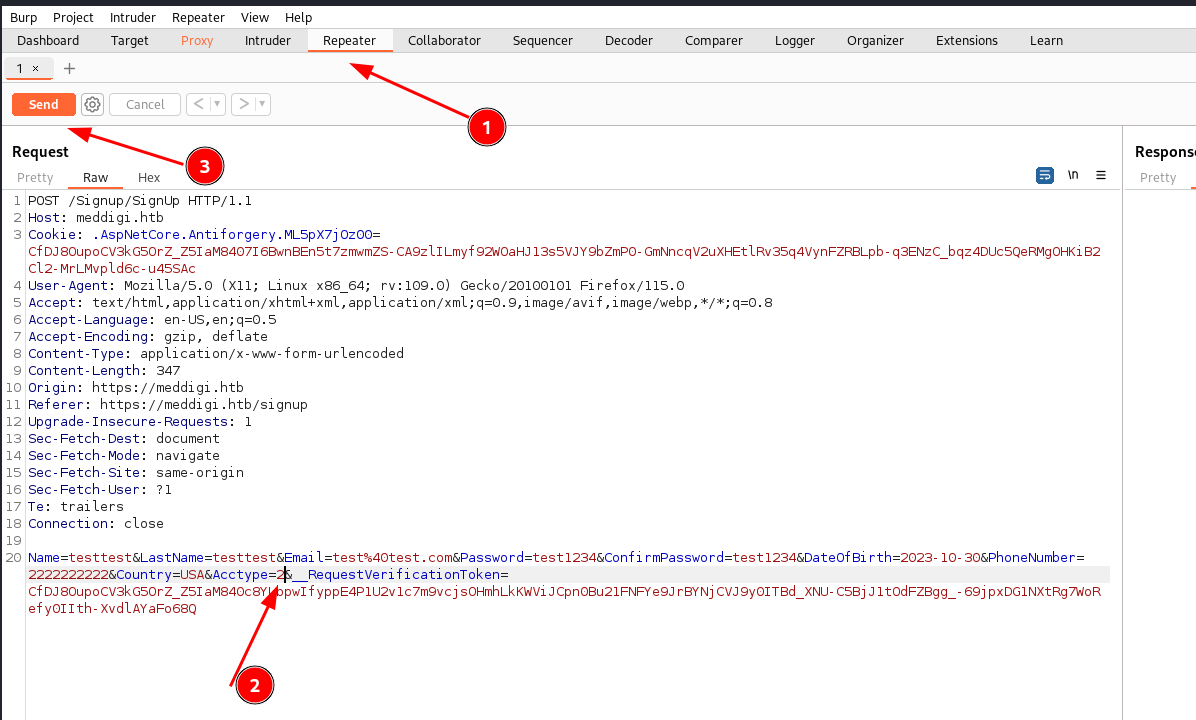 Burp Project Intruder Repeater View Help
Dashboard Target Proxy Intruder Repeater Collaborator Sequencer Decoder Comparer Logger Organizer Extensions Learn
1 × +
Send Cancel < ▾ > ▾
1
3
Request
Response
Pretty Raw Hex \n
Pretty
1 POST /Signup/SignUp HTTP/1.1
2 Host: meddigi.htb
3 Cookie: .AspNetCore.Antiforgery.ML5pX7jOz00=
CfDJ8OupoCV3kG5OrZ_Z5IaM8407I6BwnBEn5t7zmwmZS-CA9zlILmyf92WOaHJ13s5VJY9bZmP0-GmNncqV2uXHEtlRv35q4VynFZRBLpb-q3ENzC_bqz4DUc5QeRMgOHKiB2
Cl2-MrLMvpld6c-u45SAc
4 User-Agent: Mozilla/5.0 (X11; Linux x86_64; rv:109.0) Gecko/20100101 Firefox/115.0
5 Accept: text/html,application/xhtml+xml,application/xml;q=0.9,image/avif,image/webp,*/*;q=0.8
6 Accept-Language: en-US,en;q=0.5
7 Accept-Encoding: gzip, deflate
8 Content-Type: application/x-www-form-urlencoded
9 Content-Length: 347
10 Origin: https://meddigi.htb
11 Referer: https://meddigi.htb/signup
12 Upgrade-Insecure-Requests: 1
13 Sec-Fetch-Dest: document
14 Sec-Fetch-Mode: navigate
15 Sec-Fetch-Site: same-origin
16 Sec-Fetch-User: ?1
17 Te: trailers
18 Connection: close
19
20 Name=testtest&LastName=testtest&Email=test%40test.com&Password=test1234&ConfirmPassword=test1234&DateOfBirth=2023-10-30&PhoneNumber=
2222222222&Country=USA&Acctype=2&__RequestVerificationToken=
efy0IIth-XvdlAYaFo68Q
2